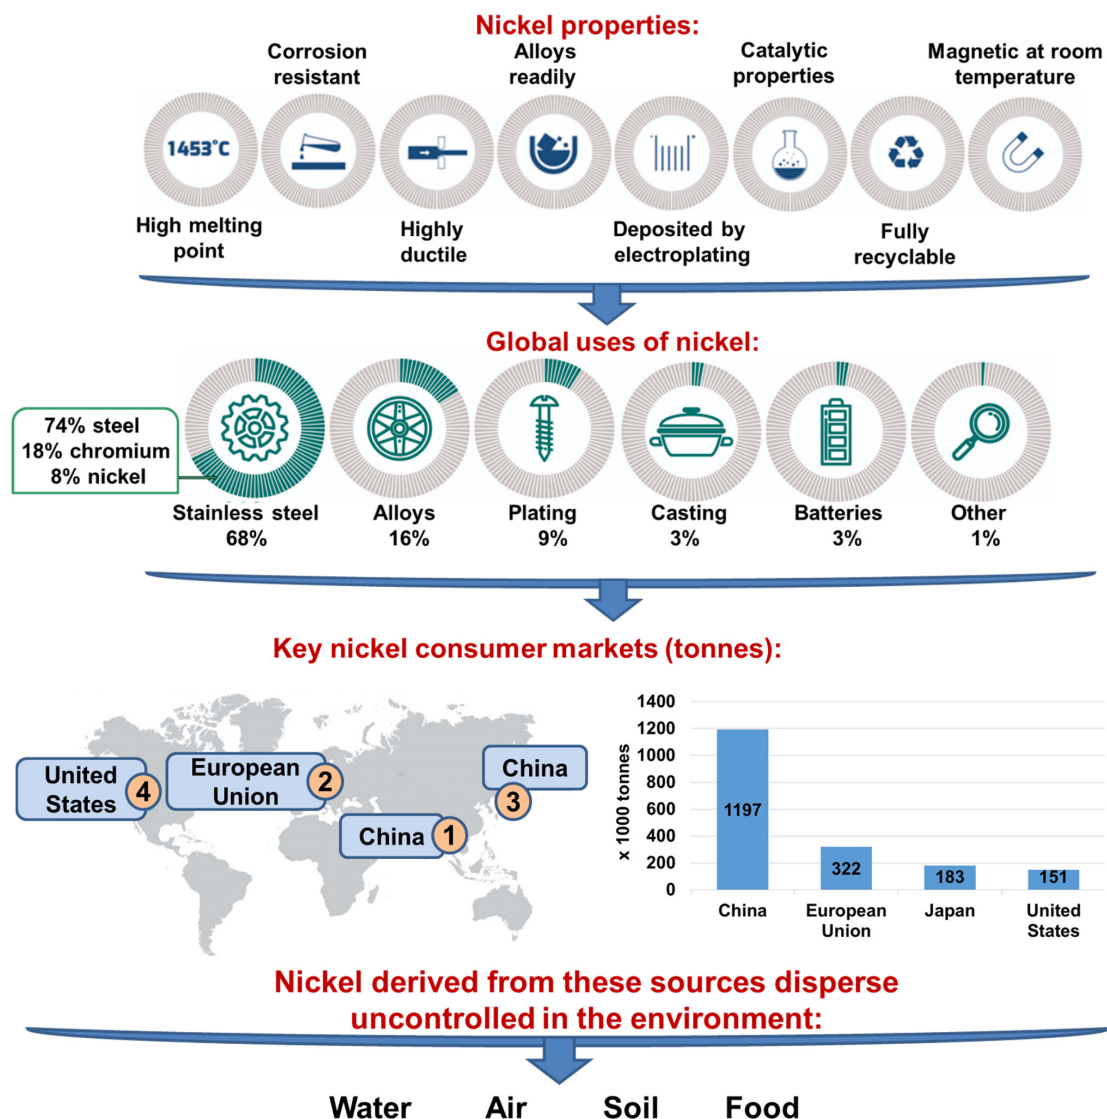 Nickel properties:
Corrosion
resistant
Alloys
readily
Catalytic
properties
Magnetic at room
temperature
1453°C
High melting
point
Highly
ductile
Deposited by
electroplating
Fully
recyclable
Global uses of nickel:
74% steel
18% chromium
8% nickel
Stainless steel
68%
Alloys
16%
Plating
9%
Casting
3%
Batteries
3%
Other
1%
Key nickel consumer markets (tonnes):
United
States
4
European
Union
2
China
3
China
1
x 1000 tonnes
1400
1200
1000
800
600
400
200
0
1197
322
183
151
China
European
Union
Japan
United
States
Nickel derived from these sources disperse
uncontrolled in the environment:
Water Air Soil Food